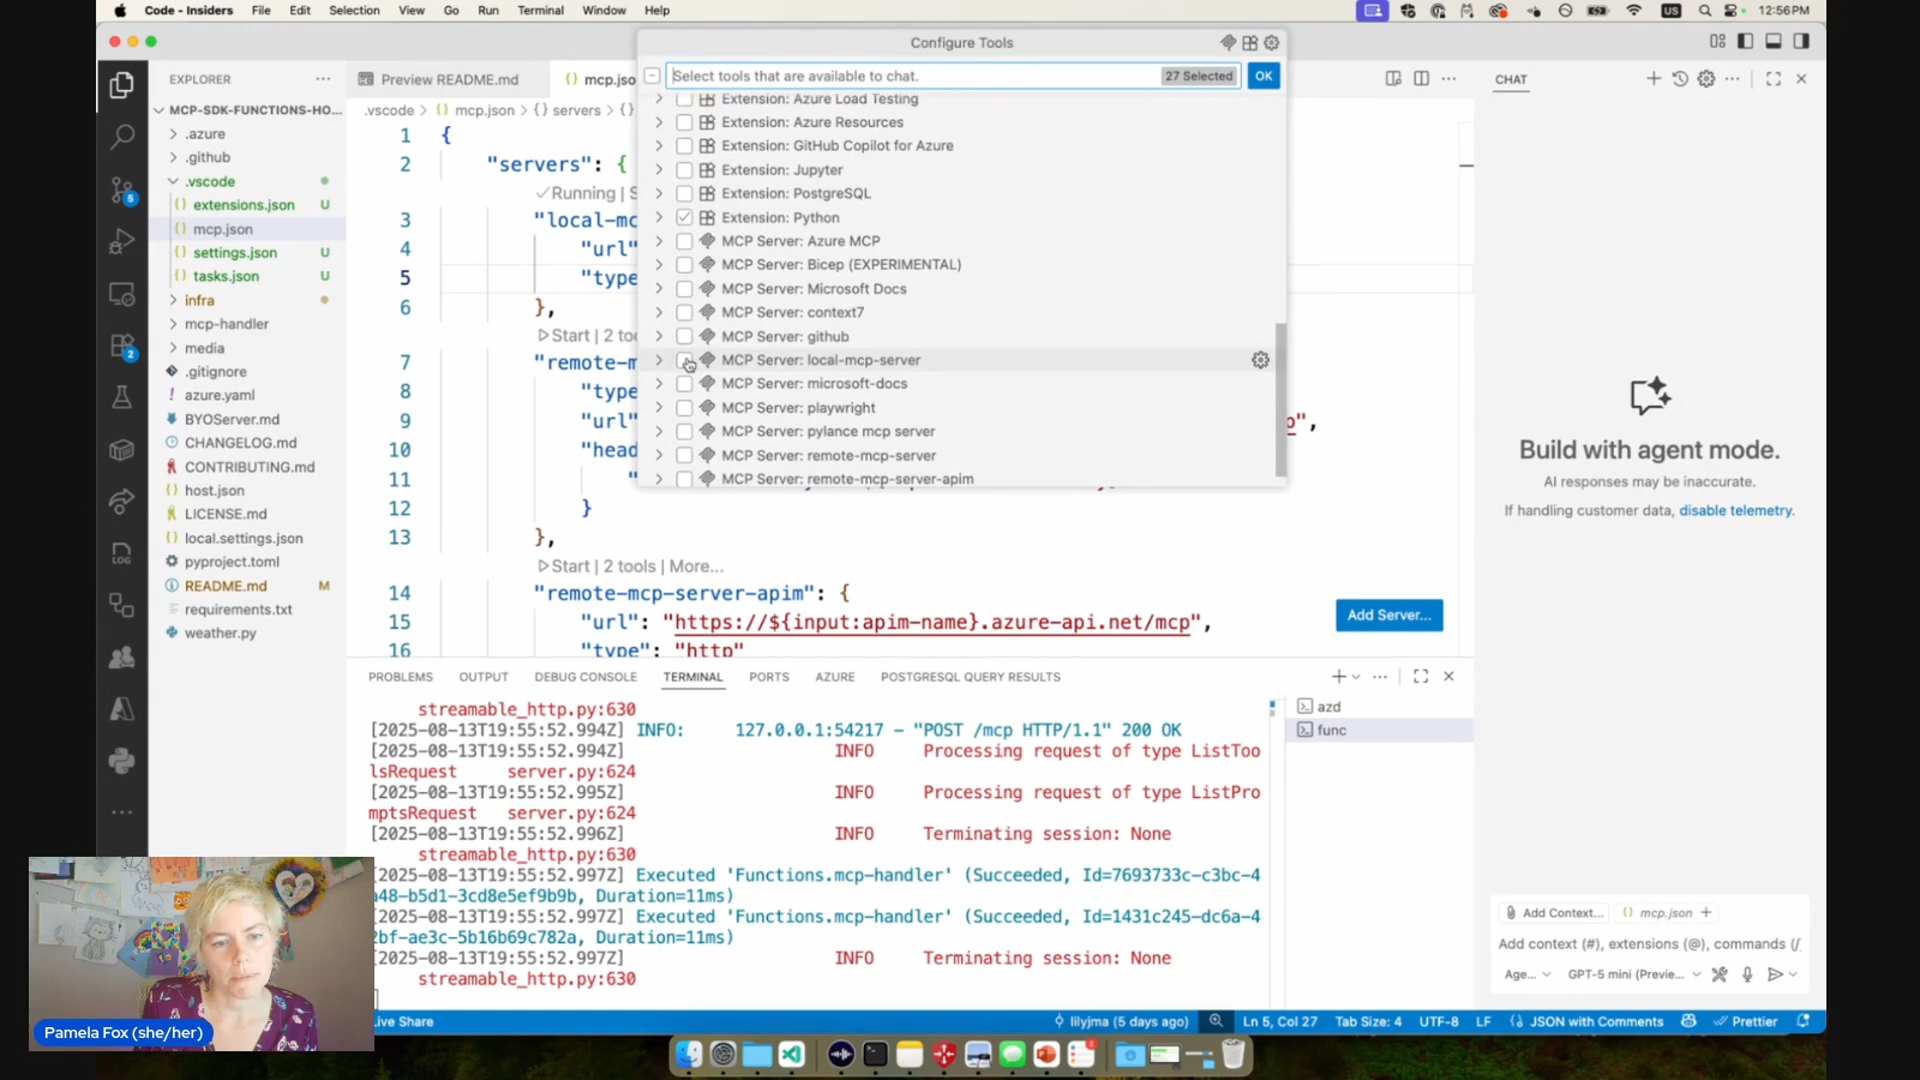 Code - Insiders File Edit Selection View Go Run Terminal Window Help
US 12:56PM
Configure Tools
Select tools that are available to chat. 27 Selected OK
Extension: Azure Load Testing
Extension: Azure Resources
Extension: GitHub Copilot for Azure
Extension: Jupyter
Extension: PostgreSQL
Extension: Python
MCP Server: Azure MCP
MCP Server: Bicep (EXPERIMENTAL)
MCP Server: Microsoft Docs
MCP Server: context7
MCP Server: github
MCP Server: local-mcp-server
MCP Server: microsoft-docs
MCP Server: playwright
MCP Server: pylance mcp server
MCP Server: remote-mcp-server
MCP Server: remote-mcp-server-apim
EXPLORER ...
MCP-SDK-FUNCTIONS-HO...
.azure
.github
.vscode
{} extensions.json U
{} mcp.json
{} settings.json U
{} tasks.json U
infra
mcp-handler
media
.gitignore
! azure.yaml
BYOServer.md
CHANGELOG.md
CONTRIBUTING.md
{} host.json
LICENSE.md
{} local.settings.json
pyproject.toml
README.md M
requirements.txt
weather.py
5
2
LOG
Preview README.md {} mcp.jso
.vscode > {} mcp.json > {} servers > {}
1 {
2 "servers": {
✓Running | S
3 "local-mc
4 "url"
5 "type
6 },
Start | 2 too
7 "remote-m
8 "type
9 "url" p",
10 "head
11 "
12 }
13 },
Start | 2 tools | More...
14 "remote-mcp-server-apim": {
15 "url": "https://${input:apim-name}.azure-api.net/mcp",
16 "type": "http"
Add Server...
PROBLEMS OUTPUT DEBUG CONSOLE TERMINAL PORTS AZURE POSTGRESQL QUERY RESULTS
streamable_http.py:630
[2025-08-13T19:55:52.994Z] INFO: 127.0.0.1:54217 - "POST /mcp HTTP/1.1" 200 OK
[2025-08-13T19:55:52.994Z] INFO Processing request of type ListToo
lsRequest server.py:624
[2025-08-13T19:55:52.995Z] INFO Processing request of type ListPro
mptsRequest server.py:624
[2025-08-13T19:55:52.996Z] INFO Terminating session: None
streamable_http.py:630
[2025-08-13T19:55:52.997Z] Executed 'Functions.mcp-handler' (Succeeded, Id=7693733c-c3bc-4
a48-b5d1-3cd8e5ef9b9b, Duration=11ms)
[2025-08-13T19:55:52.997Z] Executed 'Functions.mcp-handler' (Succeeded, Id=1431c245-dc6a-4
2bf-ae3c-5b16b69c782a, Duration=11ms)
[2025-08-13T19:55:52.997Z] INFO Terminating session: None
streamable_http.py:630
azd
func
CHAT
Build with agent mode.
AI responses may be inaccurate.
If handling customer data, disable telemetry.
Add Context... {} mcp.json +
Add context (#), extensions (@), commands (/
Age... GPT-5 mini (Previe...
Live Share lilyjma (5 days ago) Ln 5, Col 27 Tab Size: 4 UTF-8 LF {} JSON with Comments Prettier
Pamela Fox (she/her)